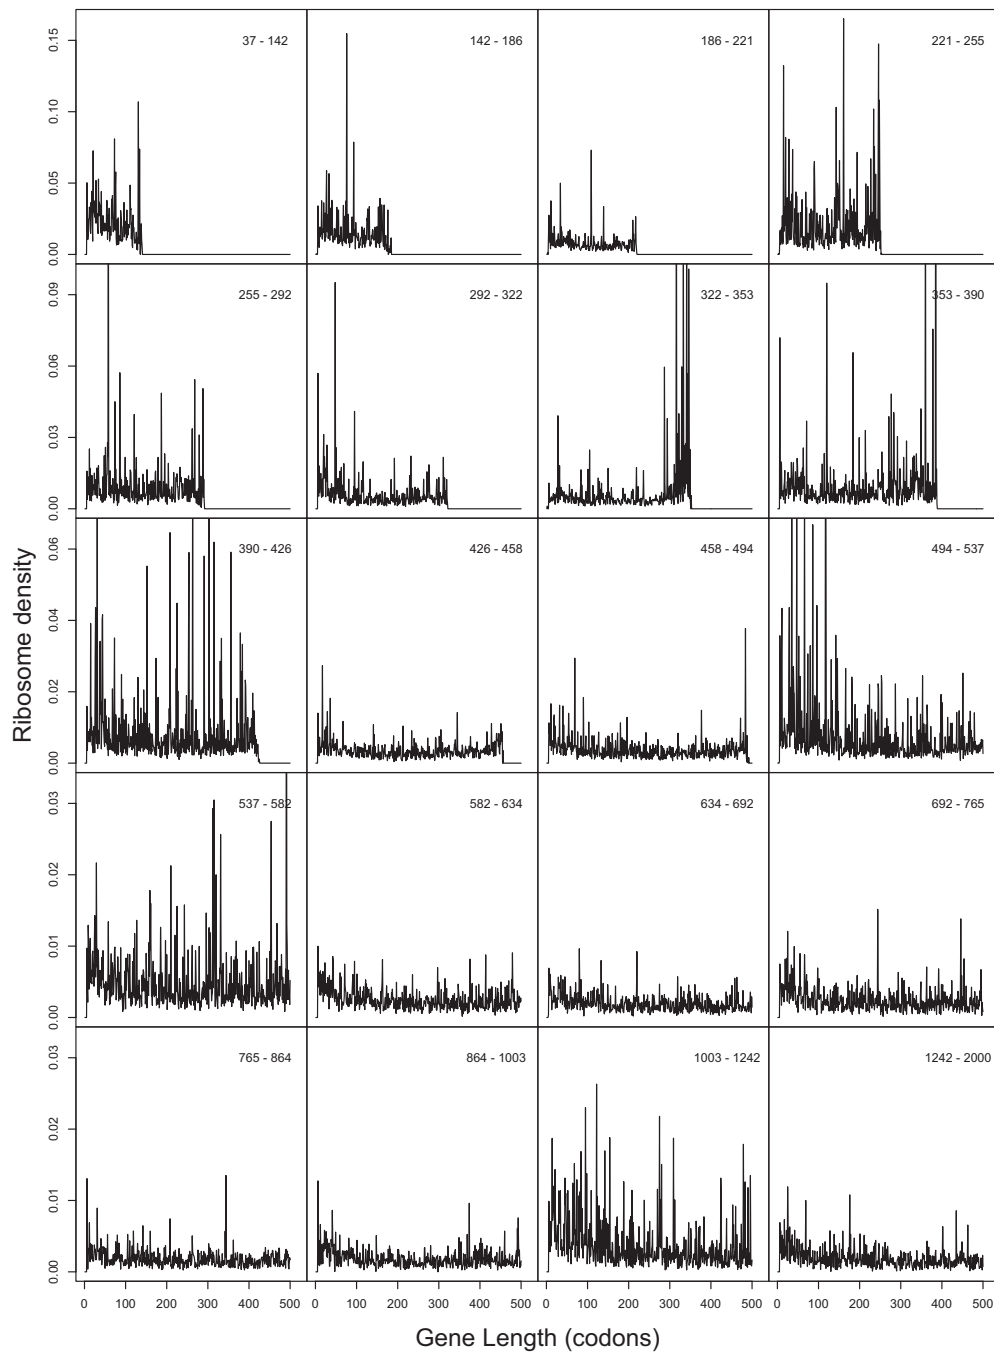 37 - 142
142 - 186
186 - 221
221 - 255
0.00 0.05 0.10 0.15
255 - 292
292 - 322
322 - 353
353 - 390
0.00 0.03 0.06 0.09
390 - 426
426 - 458
458 - 494
494 - 537
0.00 0.02 0.04 0.06
Ribosome density
537 - 582
582 - 634
634 - 692
692 - 765
0.00 0.01 0.02 0.03
765 - 864
864 - 1003
1003 - 1242
1242 - 2000
0.00 0.01 0.02 0.03
0 100 200 300 400 500
0 100 200 300 400 500
0 100 200 300 400 500
0 100 200 300 400 500
Gene Length (codons)